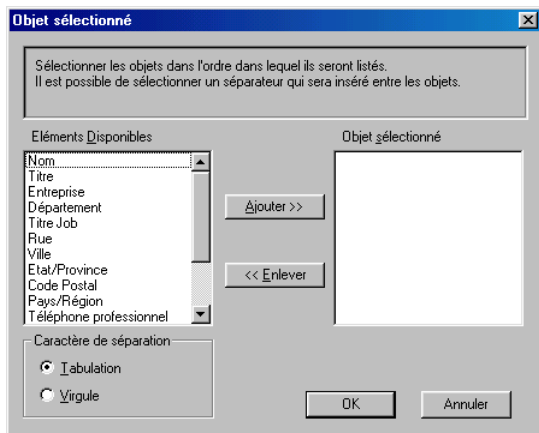 Objet sélectionné
Sélectionner les objets dans l'ordre dans lequel ils seront listés.
Il est possible de sélectionner un séparateur qui sera inséré entre les objets.
Eléments Disponibles
Objet sélectionné
Nom
Titre
Entreprise
Département
Titre Job
Rue
Ville
Etat/Province
Code Postal
Pays/Région
Téléphone professionnel
Ajouter >>
<< Enlever
Caractère de séparation
Tabulation
Virgule
OK
Annuler